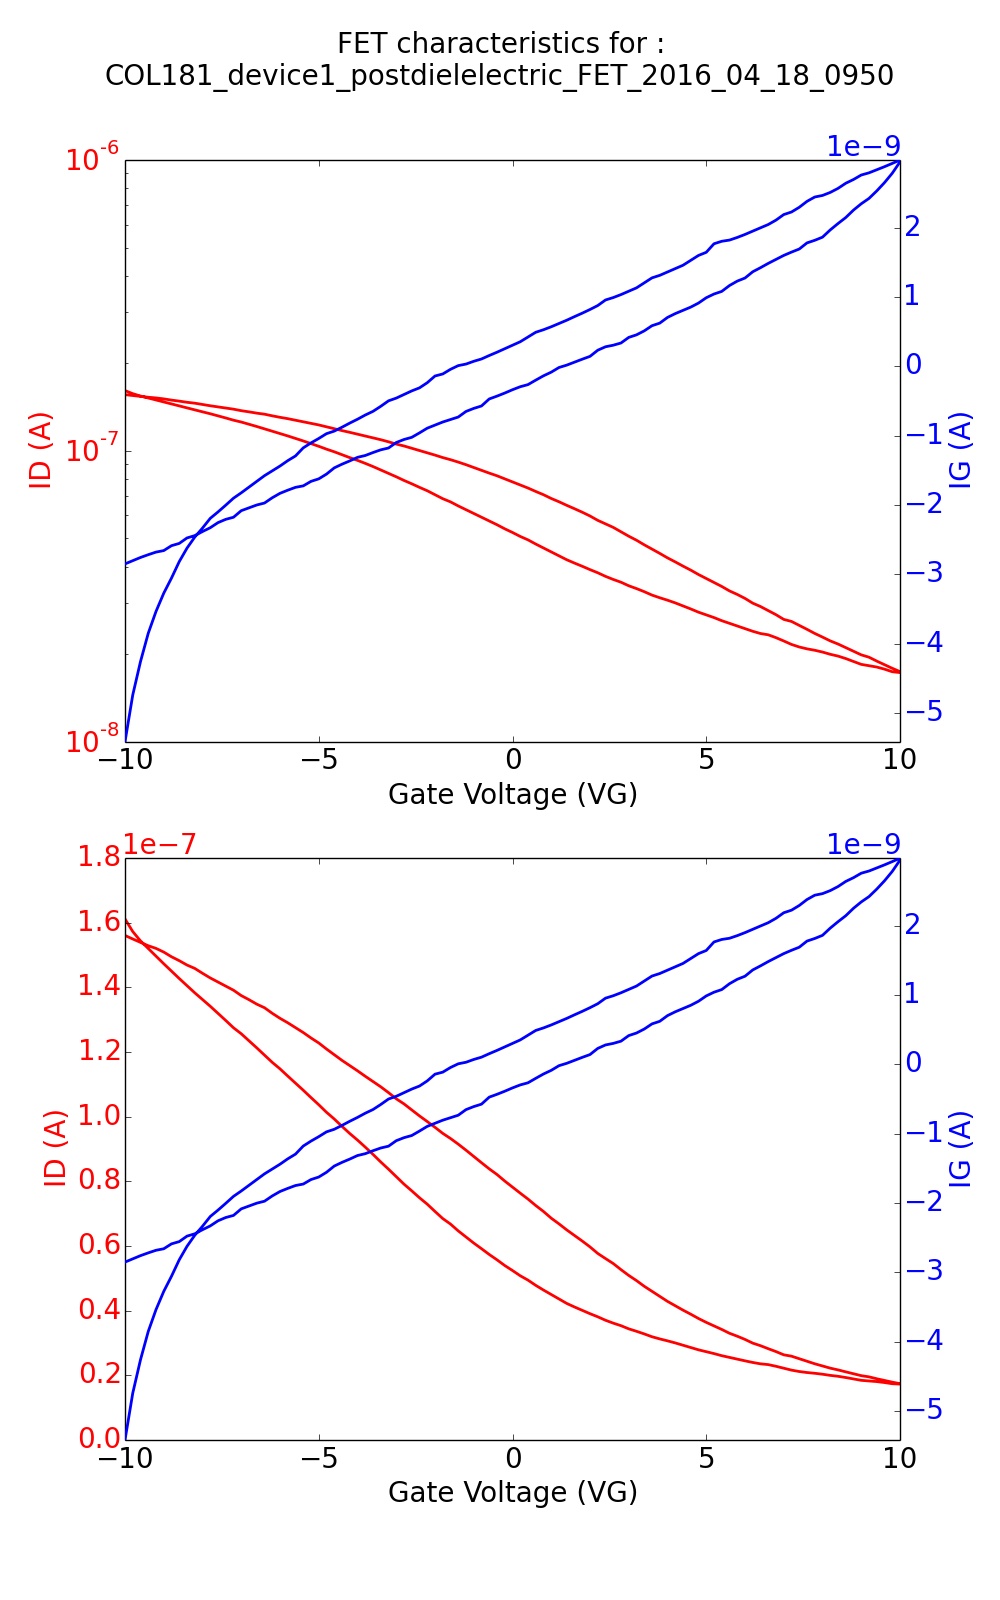 FET characteristics for :
COL181_device1_postdielelectric_FET_2016_04_18_0950
1e−9
10-6
10-7
10-8
ID (A)
2
1
0
−1
−2
−3
−4
−5
IG (A)
−10 −5 0 5 10
Gate Voltage (VG)
1e−7
1e−9
1.8
1.6
1.4
1.2
1.0
0.8
0.6
0.4
0.2
0.0
ID (A)
2
1
0
−1
−2
−3
−4
−5
IG (A)
−10 −5 0 5 10
Gate Voltage (VG)